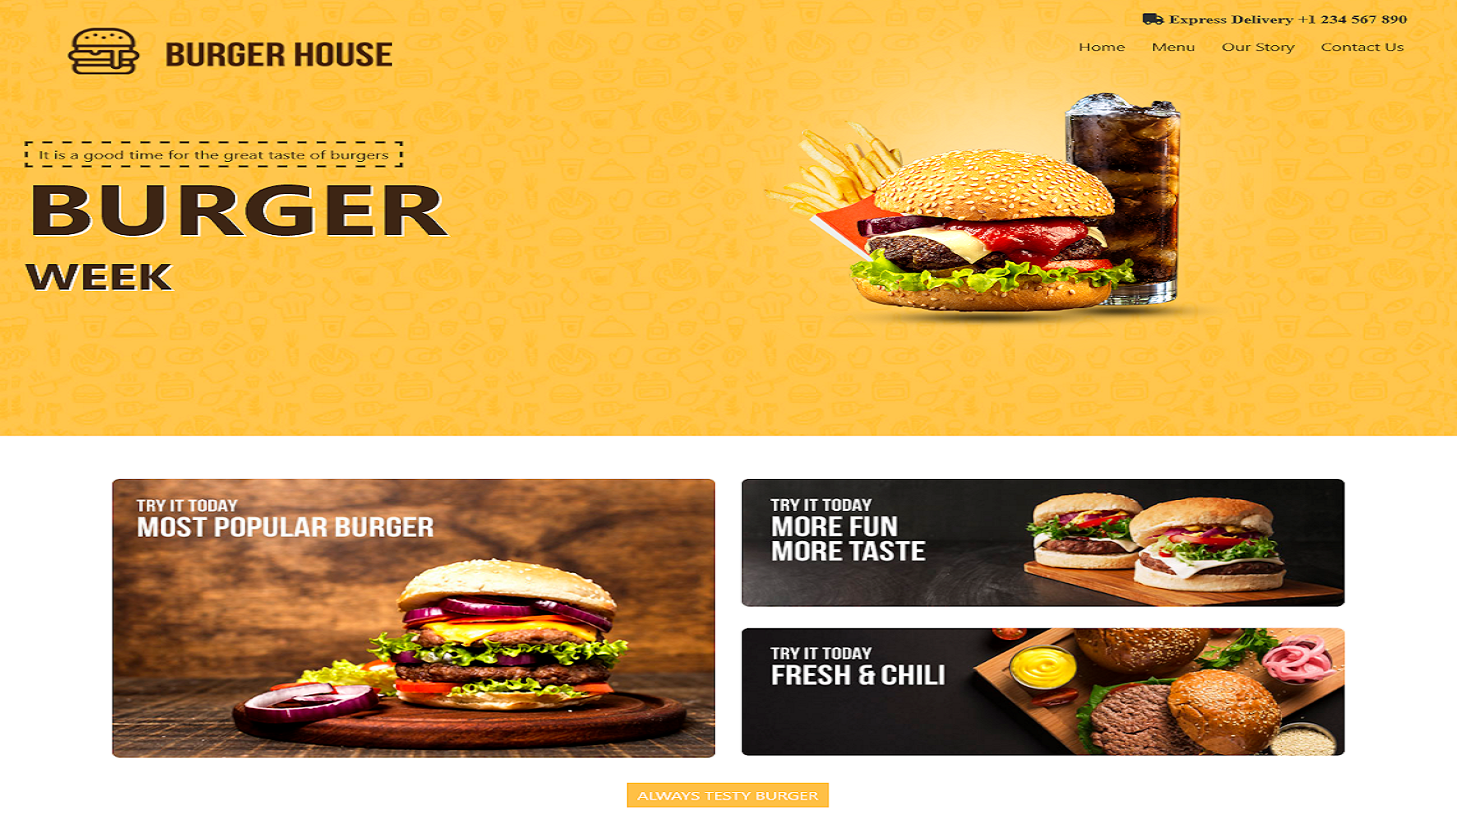 Express Delivery +1 234 567 890
BURGER HOUSE
Home Menu Our Story Contact Us
It is a good time for the great taste of burgers
BURGER
WEEK
TRY IT TODAY
MOST POPULAR BURGER
TRY IT TODAY
MORE FUN
MORE TASTE
TRY IT TODAY
FRESH & CHILI
ALWAYS TESTY BURGER